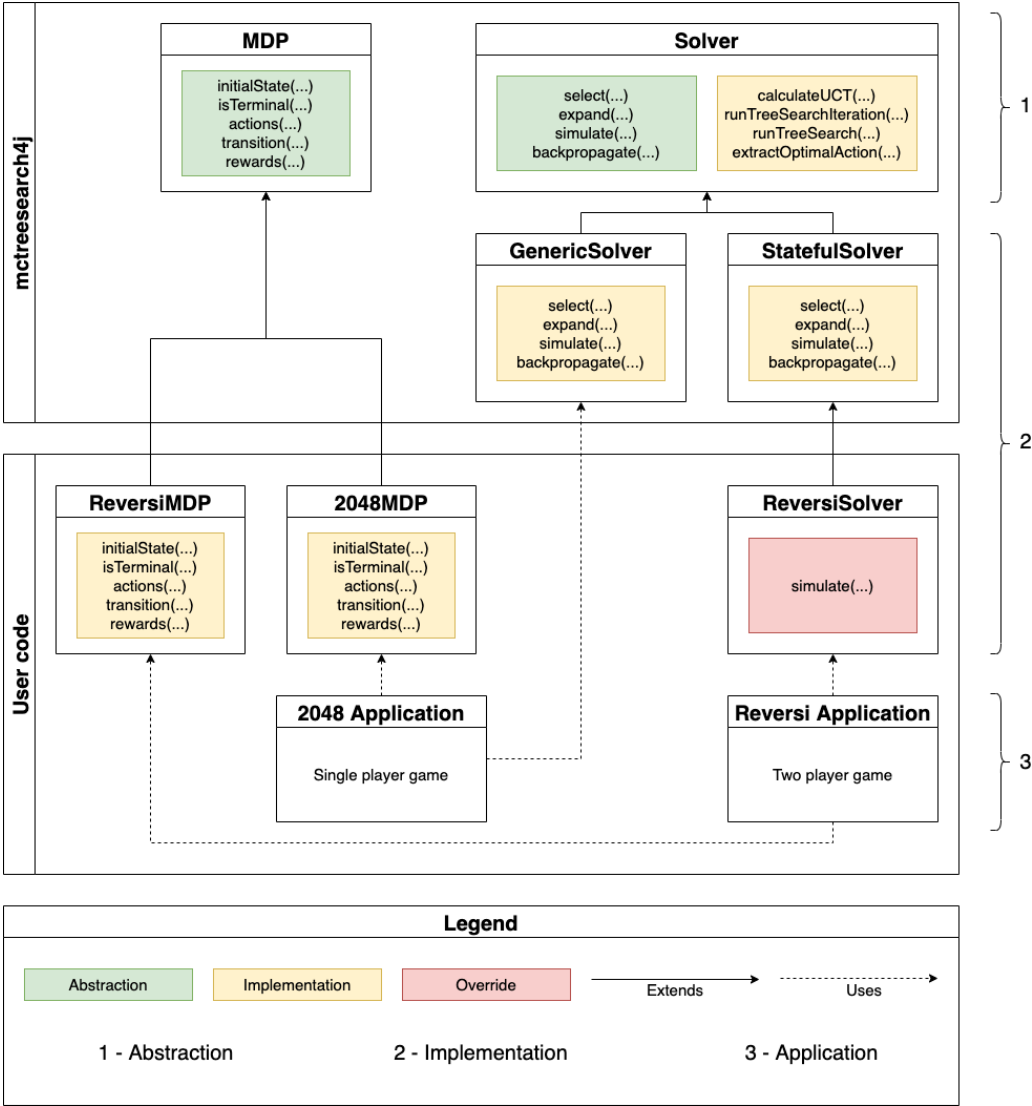 mctreesearch4j
MDP
initialState(...)
isTerminal(...)
actions(...)
transition(...)
rewards(...)
Solver
select(...)
expand(...)
simulate(...)
backpropagate(...)
calculateUCT(...)
runTreeSearchIteration(...)
runTreeSearch(...)
extractOptimalAction(...)
1
GenericSolver
select(...)
expand(...)
simulate(...)
backpropagate(...)
StatefulSolver
select(...)
expand(...)
simulate(...)
backpropagate(...)
2
User code
ReversiMDP
initialState(...)
isTerminal(...)
actions(...)
transition(...)
rewards(...)
2048MDP
initialState(...)
isTerminal(...)
actions(...)
transition(...)
rewards(...)
ReversiSolver
simulate(...)
2048 Application
Single player game
Reversi Application
Two player game
3
Legend
Abstraction
Implementation
Override
Extends
Uses
1 - Abstraction
2 - Implementation
3 - Application